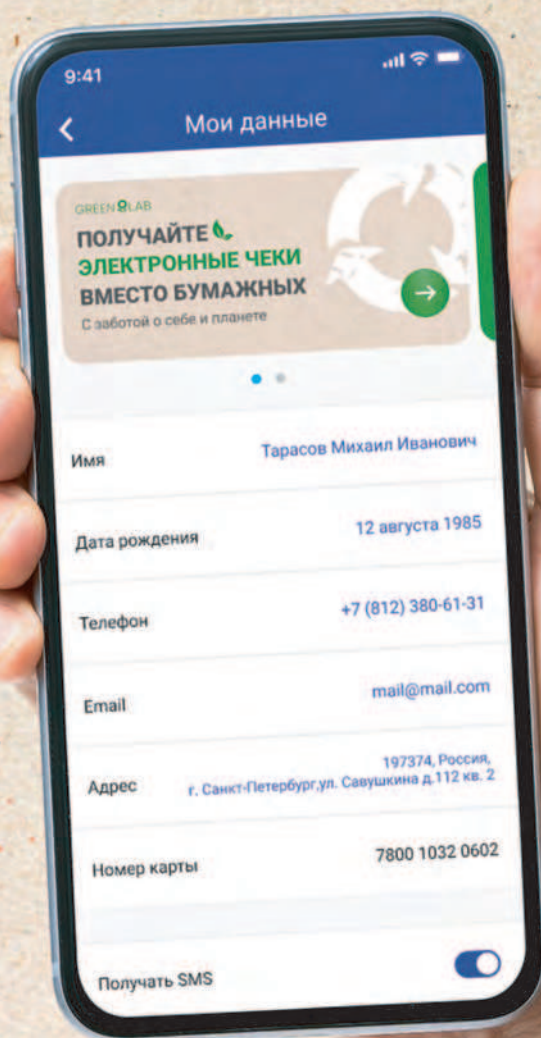 9:41
Мои данные
GREEN LAB
ПОЛУЧАЙТЕ
ЭЛЕКТРОННЫЕ ЧЕКИ
ВМЕСТО БУМАЖНЫХ
С заботой о себе и планете
Имя Тарасов Михаил Иванович
Дата рождения 12 августа 1985
Телефон +7 (812) 380-61-31
Email mail@mail.com
Адрес 197374, Россия,
г. Санкт-Петербург,ул. Савушкина д.112 кв. 2
Номер карты 7800 1032 0602
Получать SMS